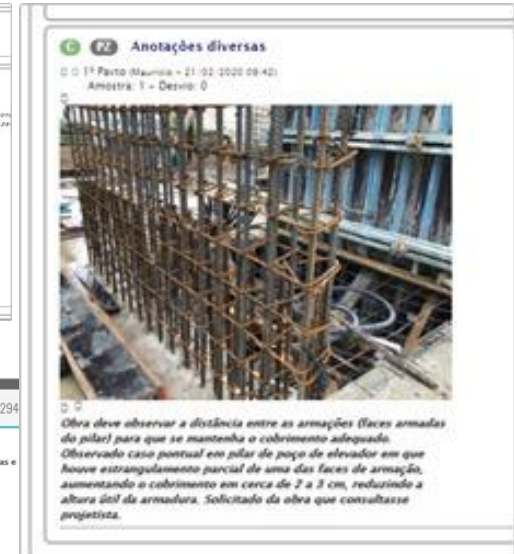 C PZ Anotações diversas
1º Pavto (Mauricio - 21/02/2020 09:42)
Amostra: 1 - Desvio: 0
Obra deve observar a distância entre as armações (faces armadas
do pilar) para que se mantenha o cobrimento adequado.
Observado caso pontual em pilar de poço de elevador em que
houve estrangulamento parcial de uma das faces de armação,
aumentando o cobrimento em cerca de 2 a 3 cm, reduzindo a
altura útil da armadura. Solicitado da obra que consultasse
projetista.
294
as e